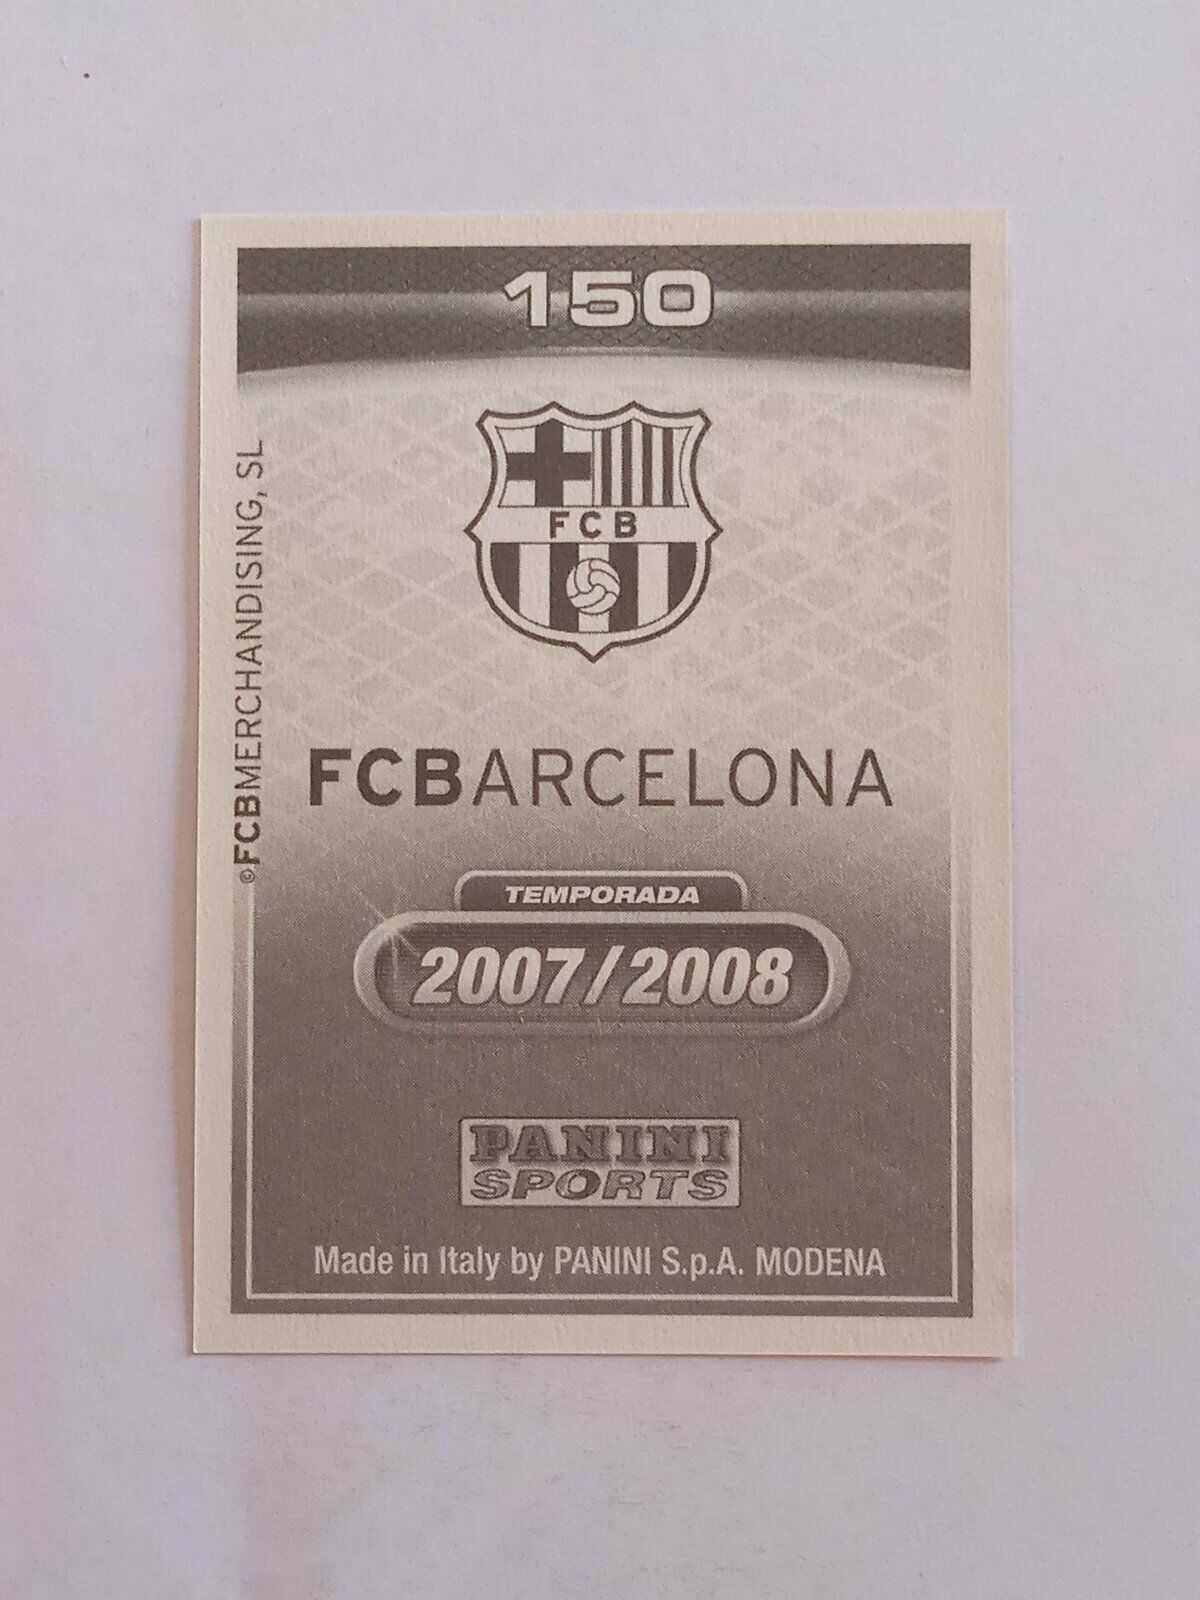 150
FCB
FCBARCELONA
©FCBMERCHANDISING, SL
TEMPORADA
2007/2008
PANINI
SPORTS
Made in Italy by PANINI S.p.A. MODENA